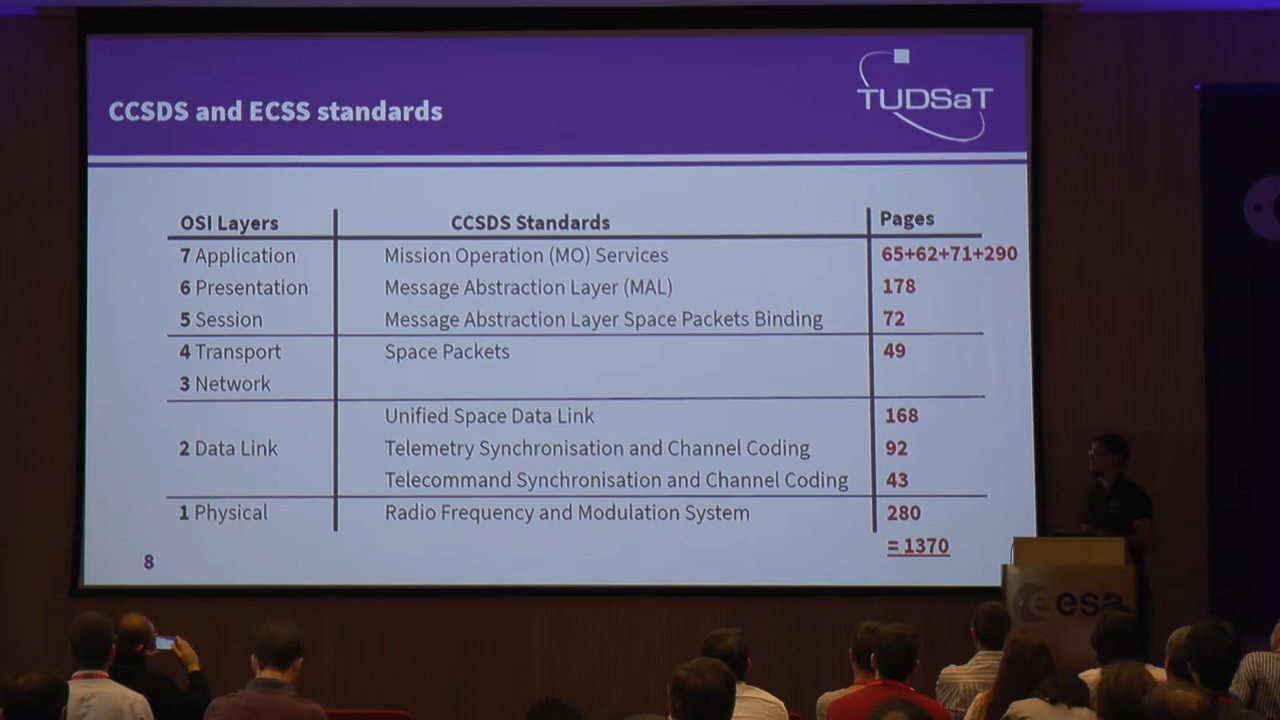 CCSDS and ECSS standards
TUDSaT
OSI Layers CCSDS Standards Pages
7 Application Mission Operation (MO) Services 65+62+71+290
6 Presentation Message Abstraction Layer (MAL) 178
5 Session Message Abstraction Layer Space Packets Binding 72
4 Transport Space Packets 49
3 Network
Unified Space Data Link 168
2 Data Link Telemetry Synchronisation and Channel Coding 92
Telecommand Synchronisation and Channel Coding 43
1 Physical Radio Frequency and Modulation System 280
= 1370
8
esa